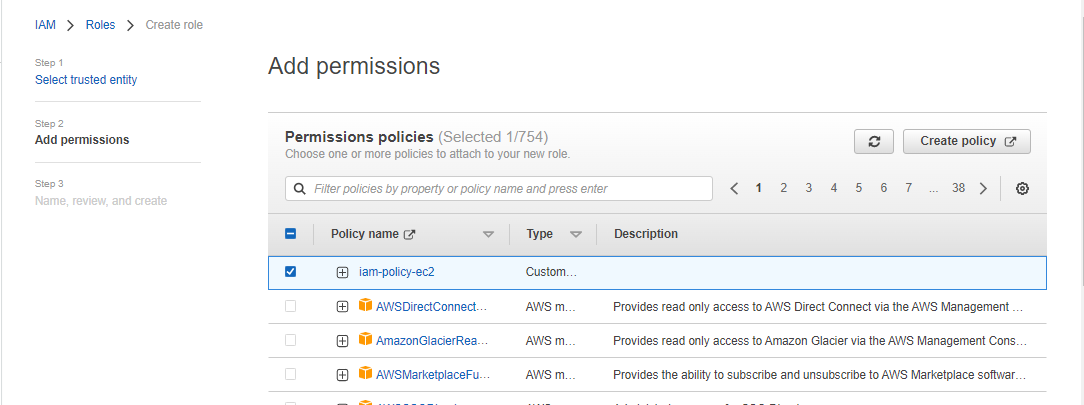 IAM > Roles > Create role
Step 1
Select trusted entity
Step 2
Add permissions
Step 3
Name, review, and create
Add permissions
Permissions policies (Selected 1/754)
Choose one or more policies to attach to your new role.
Create policy
Filter policies by property or policy name and press enter
< 1 2 3 4 5 6 7 ... 38 >
Policy name Type Description
iam-policy-ec2 Custom...
AWSDirectConnect... AWS m... Provides read only access to AWS Direct Connect via the AWS Management ...
AmazonGlacierRea... AWS m... Provides read only access to Amazon Glacier via the AWS Management Cons...
AWSMarketplaceFu... AWS m... Provides the ability to subscribe and unsubscribe to AWS Marketplace softwar...